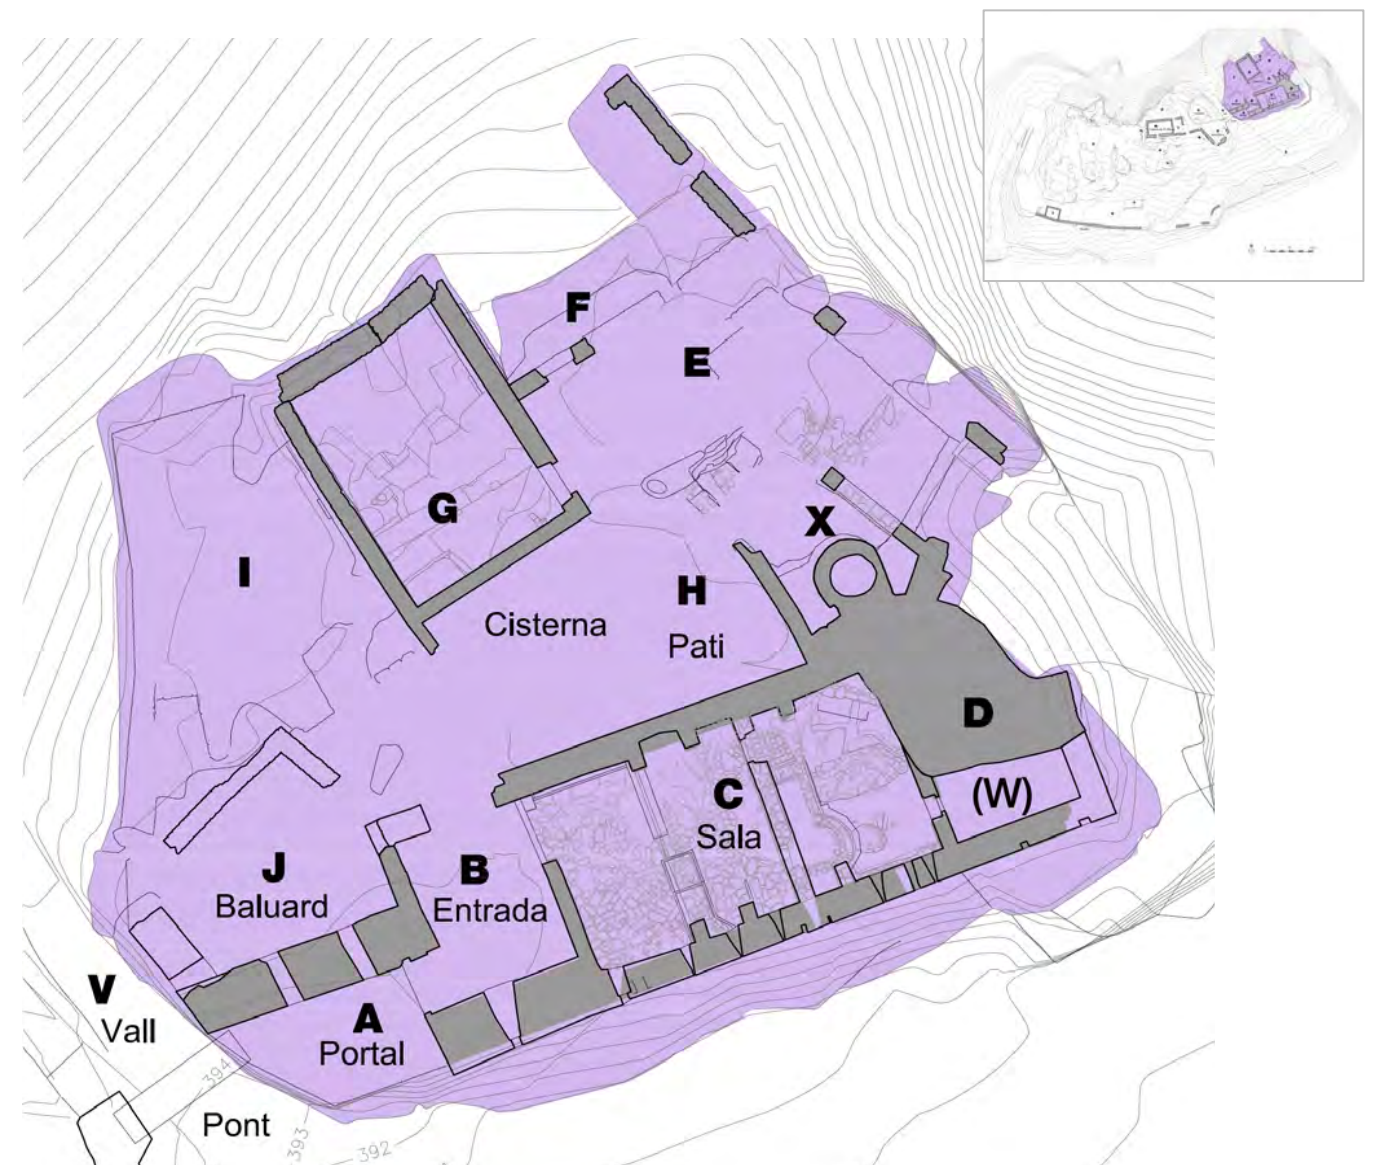 F
E
G
X
I
H
Cisterna
Pati
D
C
(W)
Sala
J
B
Baluard
Entrada
V
A
Vall
Portal
394
Pont
393
392